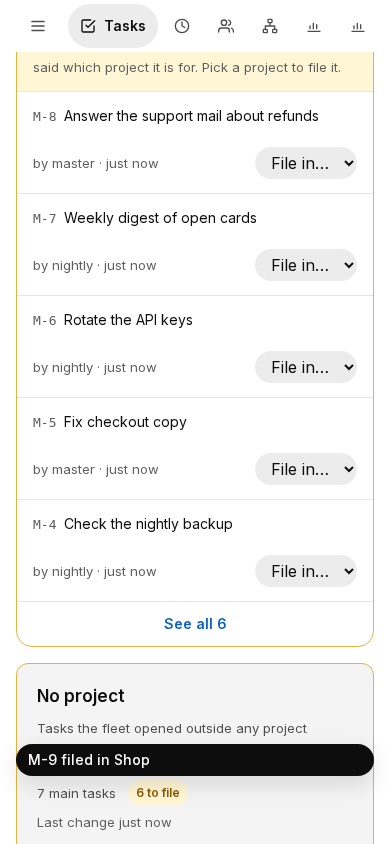 Tasks
said which project it is for. Pick a project to file it.
M-8 Answer the support mail about refunds
by master · just now File in...
M-7 Weekly digest of open cards
by nightly · just now File in...
M-6 Rotate the API keys
by nightly · just now File in...
M-5 Fix checkout copy
by master · just now File in...
M-4 Check the nightly backup
by nightly · just now File in...
See all 6
No project
Tasks the fleet opened outside any project
M-9 filed in Shop
7 main tasks 6 to file
Last change just now